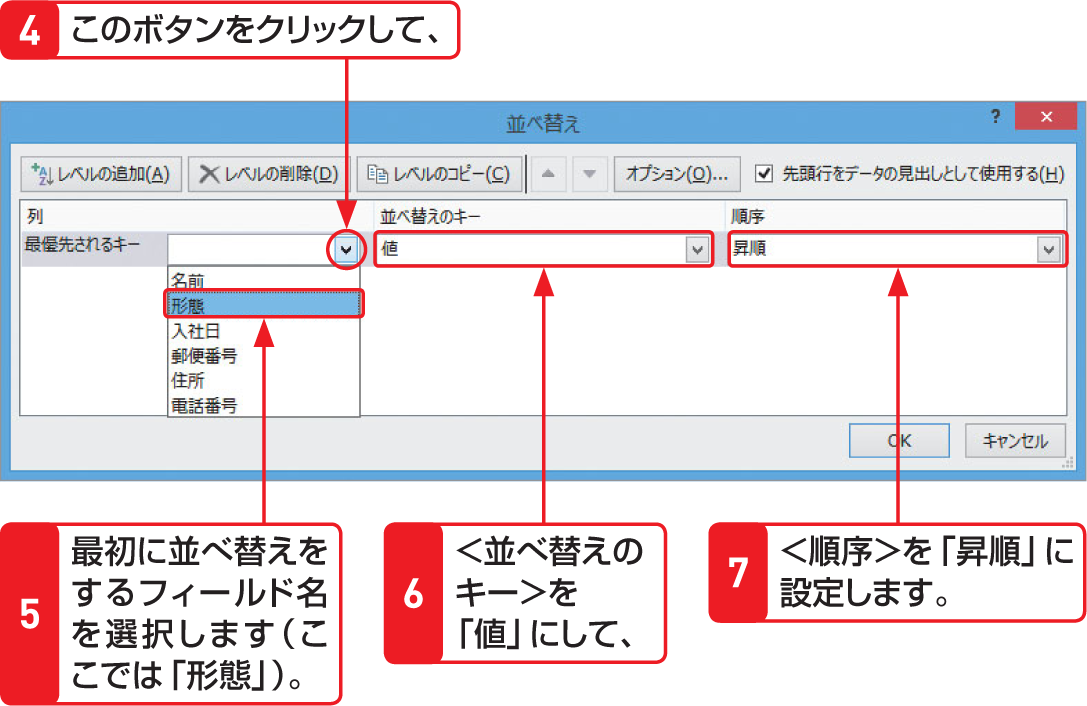 4 このボタンをクリックして、
並べ替え
? ×
レベルの追加(A) レベルの削除(D) レベルのコピー(C) オプション(O)... 先頭行をデータの見出しとして使用する(H)
列 並べ替えのキー 順序
最優先されるキー 値 昇順
名前
形態
入社日
郵便番号
住所
電話番号
OK キャンセル
5 最初に並べ替えを
するフィールド名
を選択します（こ
こでは「形態」）。
6 ＜並べ替えの
キー＞を
「値」にして、
7 ＜順序＞を「昇順」に
設定します。